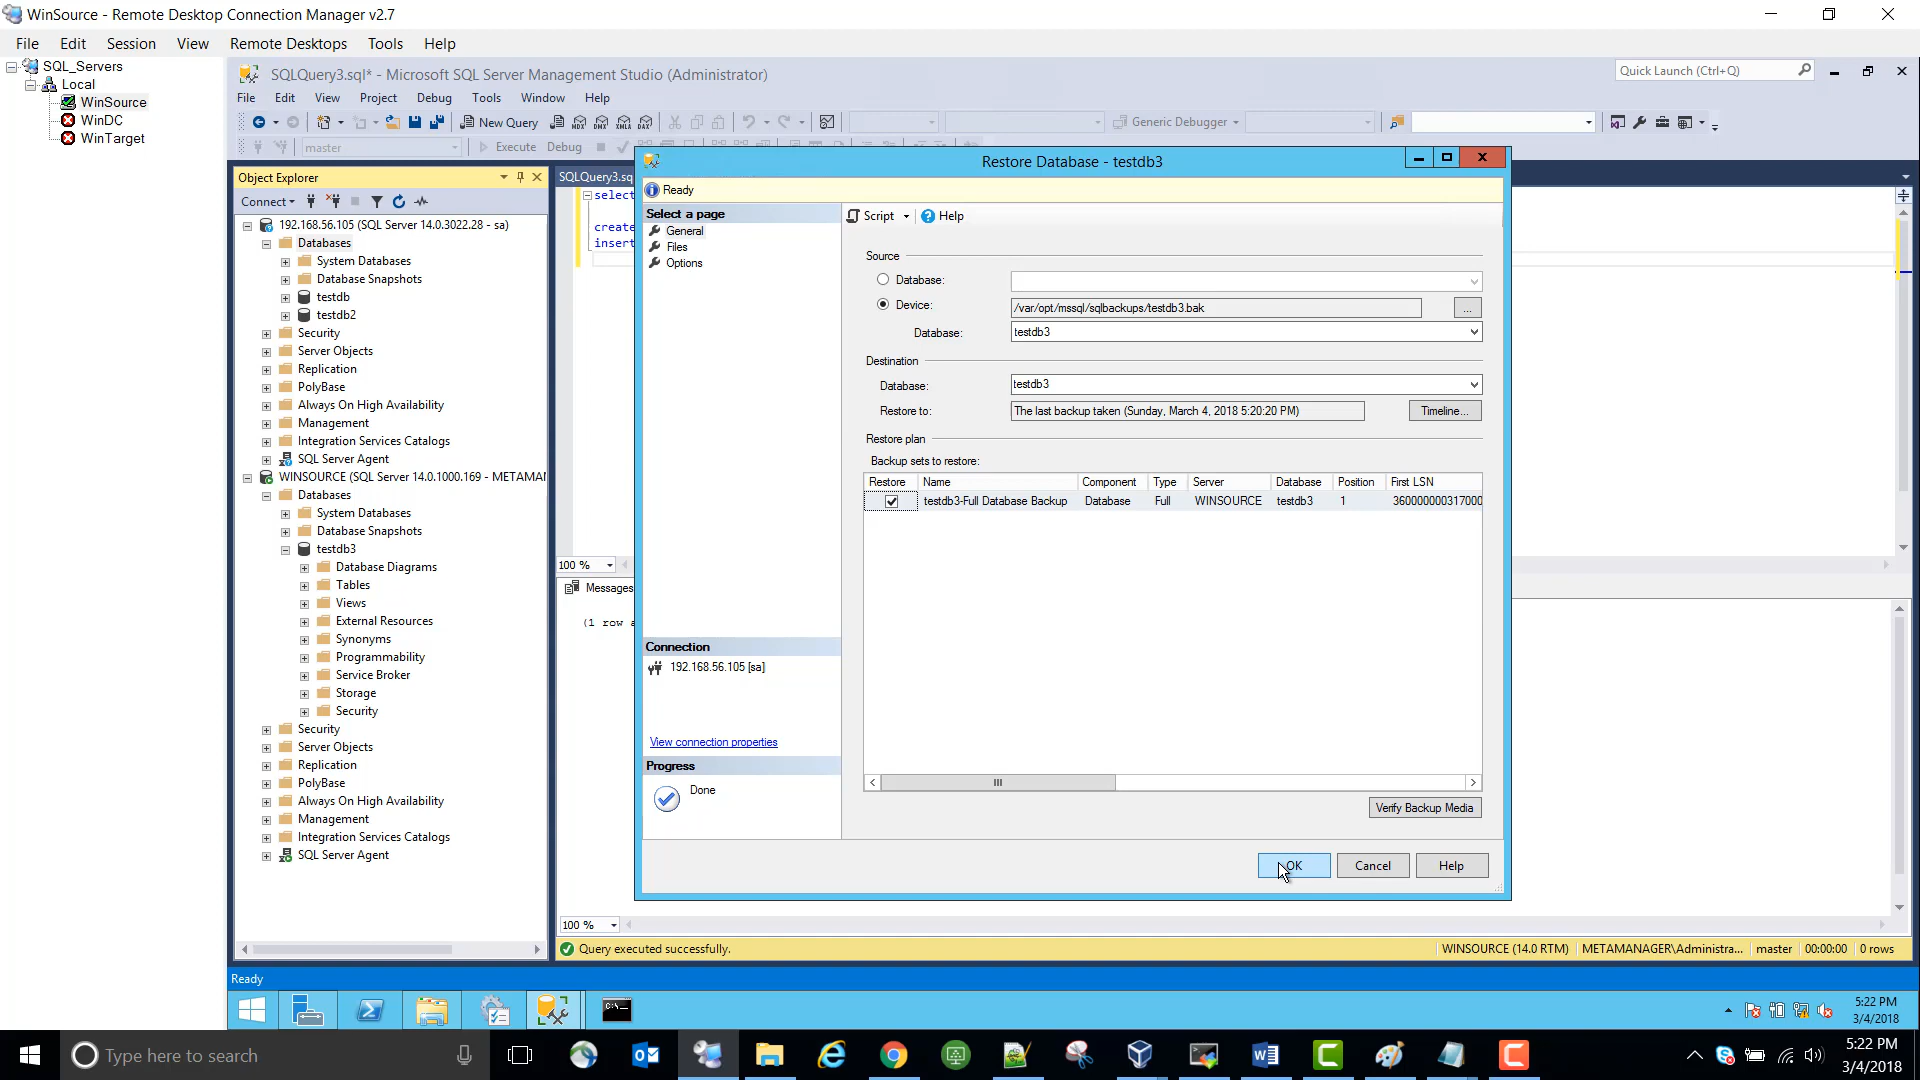 WinSource - Remote Desktop Connection Manager v2.7
File Edit Session View Remote Desktops Tools Help
SQL_Servers
Local
WinSource
WinDC
WinTarget
SQLQuery3.sql* - Microsoft SQL Server Management Studio (Administrator)
Quick Launch (Ctrl+Q)
File Edit View Project Debug Tools Window Help
New Query MDX DMX XMLA DAX Generic Debugger
master Execute Debug
Object Explorer
Connect
192.168.56.105 (SQL Server 14.0.3022.28 - sa)
Databases
System Databases
Database Snapshots
testdb
testdb2
Security
Server Objects
Replication
PolyBase
Always On High Availability
Management
Integration Services Catalogs
SQL Server Agent
WINSOURCE (SQL Server 14.0.1000.169 - METAMAI
Databases
System Databases
Database Snapshots
testdb3
Database Diagrams
Tables
Views
External Resources
Synonyms
Programmability
Service Broker
Storage
Security
Security
Server Objects
Replication
PolyBase
Always On High Availability
Management
Integration Services Catalogs
SQL Server Agent
SQLQuery3.sq
selec
create
insert
100 %
Messages
(1 row a
100 %
Restore Database - testdb3
Ready
Select a page
General
Files
Options
Connection
192.168.56.105 [sa]
View connection properties
Progress
Done
Script Help
Source
Database:
Device: /var/opt/mssql/sqlbackups/testdb3.bak ...
Database: testdb3
Destination
Database: testdb3
Restore to: The last backup taken (Sunday, March 4, 2018 5:20:20 PM) Timeline...
Restore plan
Backup sets to restore:
Restore Name Component Type Server Database Position First LSN
testdb3-Full Database Backup Database Full WINSOURCE testdb3 1 360000000317000
Verify Backup Media
OK Cancel Help
Query executed successfully. WINSOURCE (14.0 RTM) METAMANAGER\Administra... master 00:00:00 0 rows
Ready
5:22 PM
3/4/2018
Type here to search
5:22 PM
3/4/2018